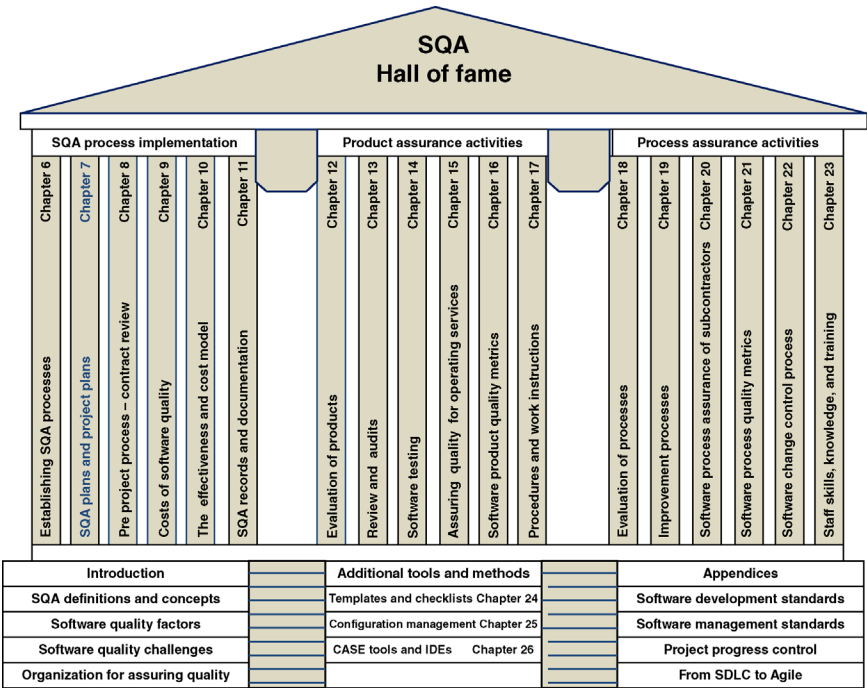 SQA
Hall of fame
SQA process implementation
Product assurance activities
Process assurance activities
Establishing SQA processes Chapter 6
SQA plans and project plans Chapter 7
Pre project process – contract review Chapter 8
Costs of software quality Chapter 9
The effectiveness and cost model Chapter 10
SQA records and documentation Chapter 11
Evaluation of products Chapter 12
Review and audits Chapter 13
Software testing Chapter 14
Assuring quality for operating services Chapter 15
Software product quality metrics Chapter 16
Procedures and work instructions Chapter 17
Evaluation of processes Chapter 18
Improvement processes Chapter 19
Software process assurance of subcontractors Chapter 20
Software process quality metrics Chapter 21
Software change control process Chapter 22
Staff skills, knowledge, and training Chapter 23
Introduction
SQA definitions and concepts
Software quality factors
Software quality challenges
Organization for assuring quality
Additional tools and methods
Templates and checklists Chapter 24
Configuration management Chapter 25
CASE tools and IDEs Chapter 26
Appendices
Software development standards
Software management standards
Project progress control
From SDLC to Agile